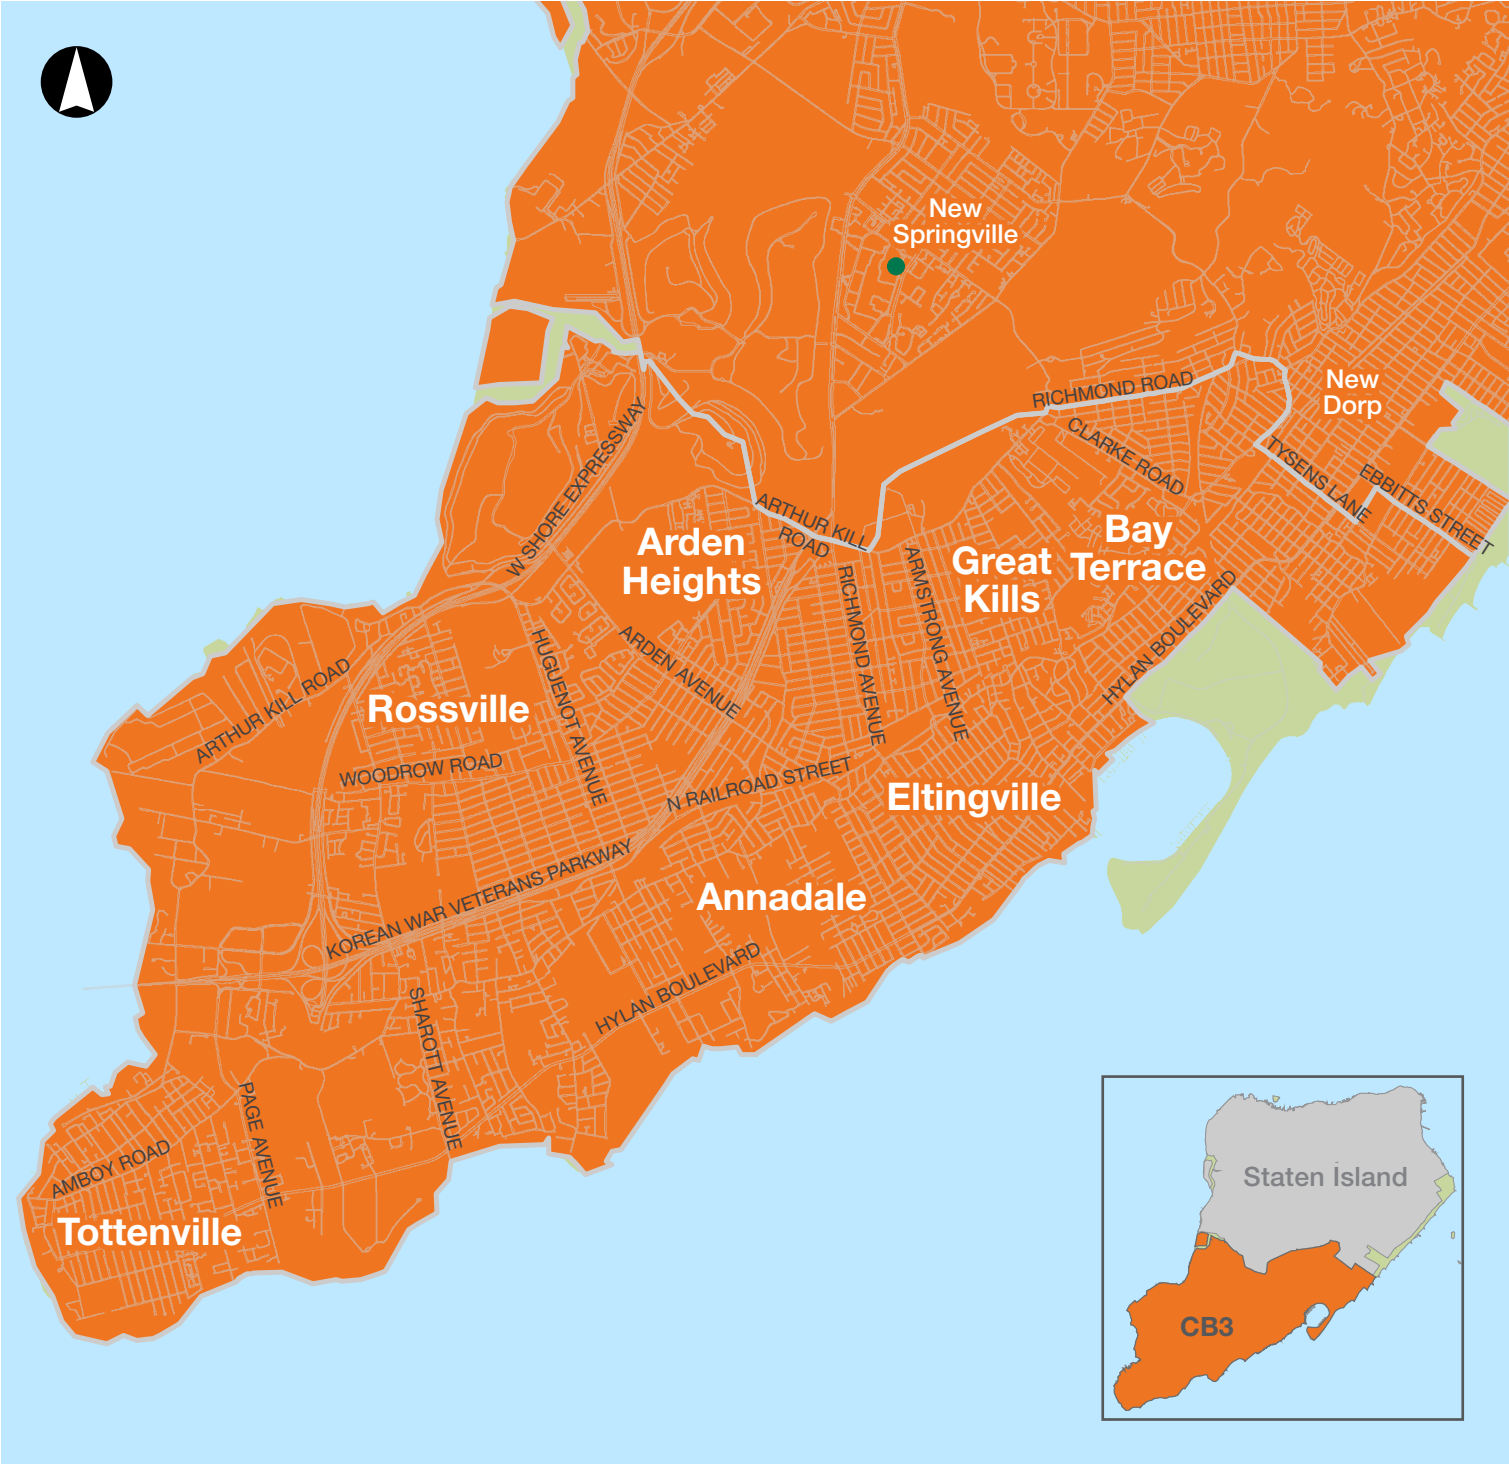 New
Springville
New
Dorp
RICHMOND ROAD
CLARKE ROAD
TYSENS LANE
EBBITTS STREET
W SHORE EXPRESSWAY
ARTHUR KILL
ROAD
Arden
Heights
Great
Kills
Bay
Terrace
RICHMOND AVENUE
ARMSTRONG AVENUE
HYLAN BOULEVARD
ARDEN AVENUE
HUGUENOT AVENUE
ARTHUR KILL ROAD
Rossville
WOODROW ROAD
N RAILROAD STREET
Eltingville
KOREAN WAR VETERANS PARKWAY
Annadale
HYLAN BOULEVARD
SHAROTT AVENUE
PAGE AVENUE
AMBOY ROAD
Tottenville
Staten Island
CB3